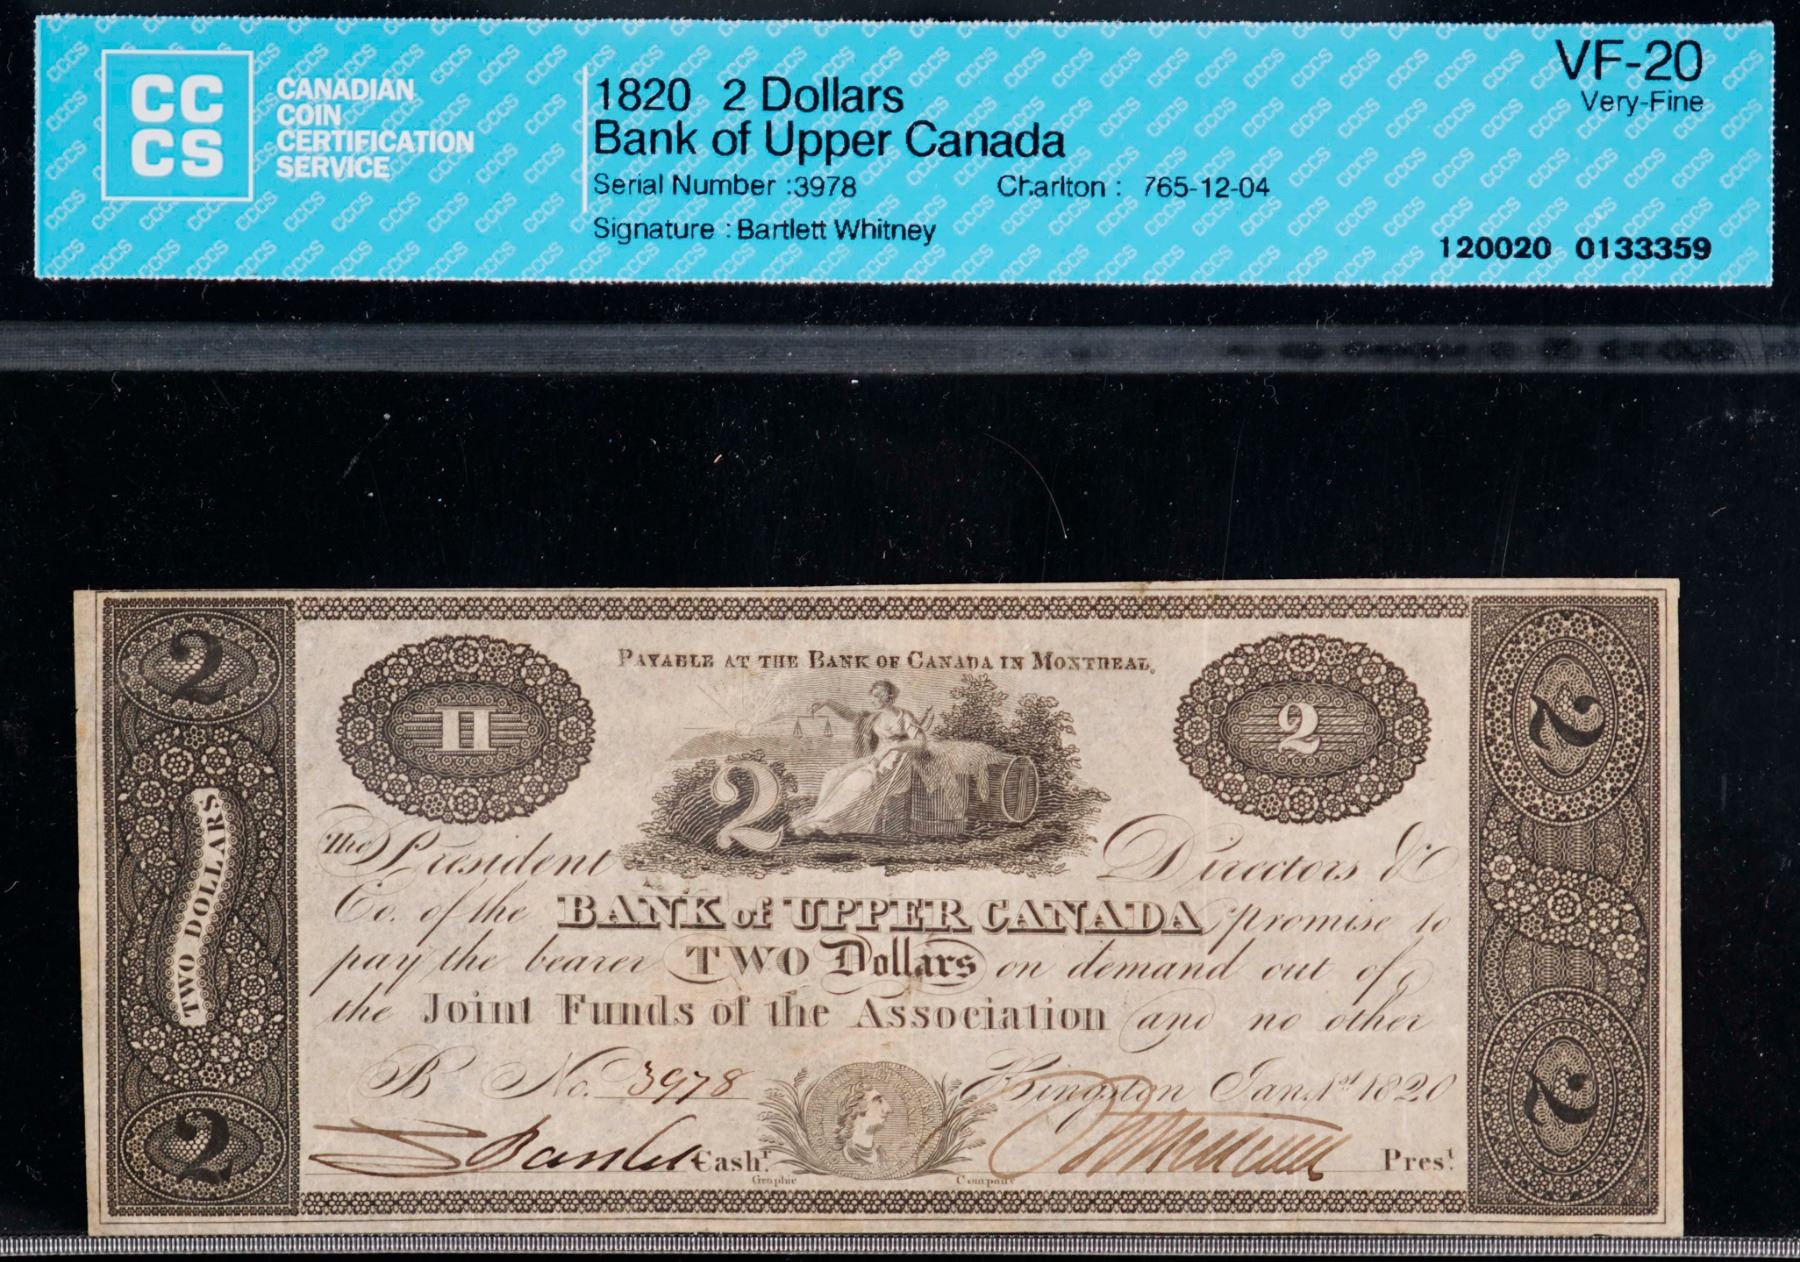 CC
CS
CANADIAN
COIN
CERTIFICATION
SERVICE
1820 2 Dollars
Bank of Upper Canada
Serial Number :3978 Charlton : 765-12-04
Signature : Bartlett Whitney
VF-20
Very-Fine
120020 0133359
PAYABLE AT THE BANK OF CANADA IN MONTREAL.
2
II
2
2
2
TWO DOLLARS
The President Directors &
Co. of the BANK of UPPER CANADA promise to
pay the bearer TWO Dollars on demand out of
the Joint Funds of the Association and no other
B No. 3978 Kingston Jan. 1st 1820
Cashr. Prest.
Graphic Company
2
2